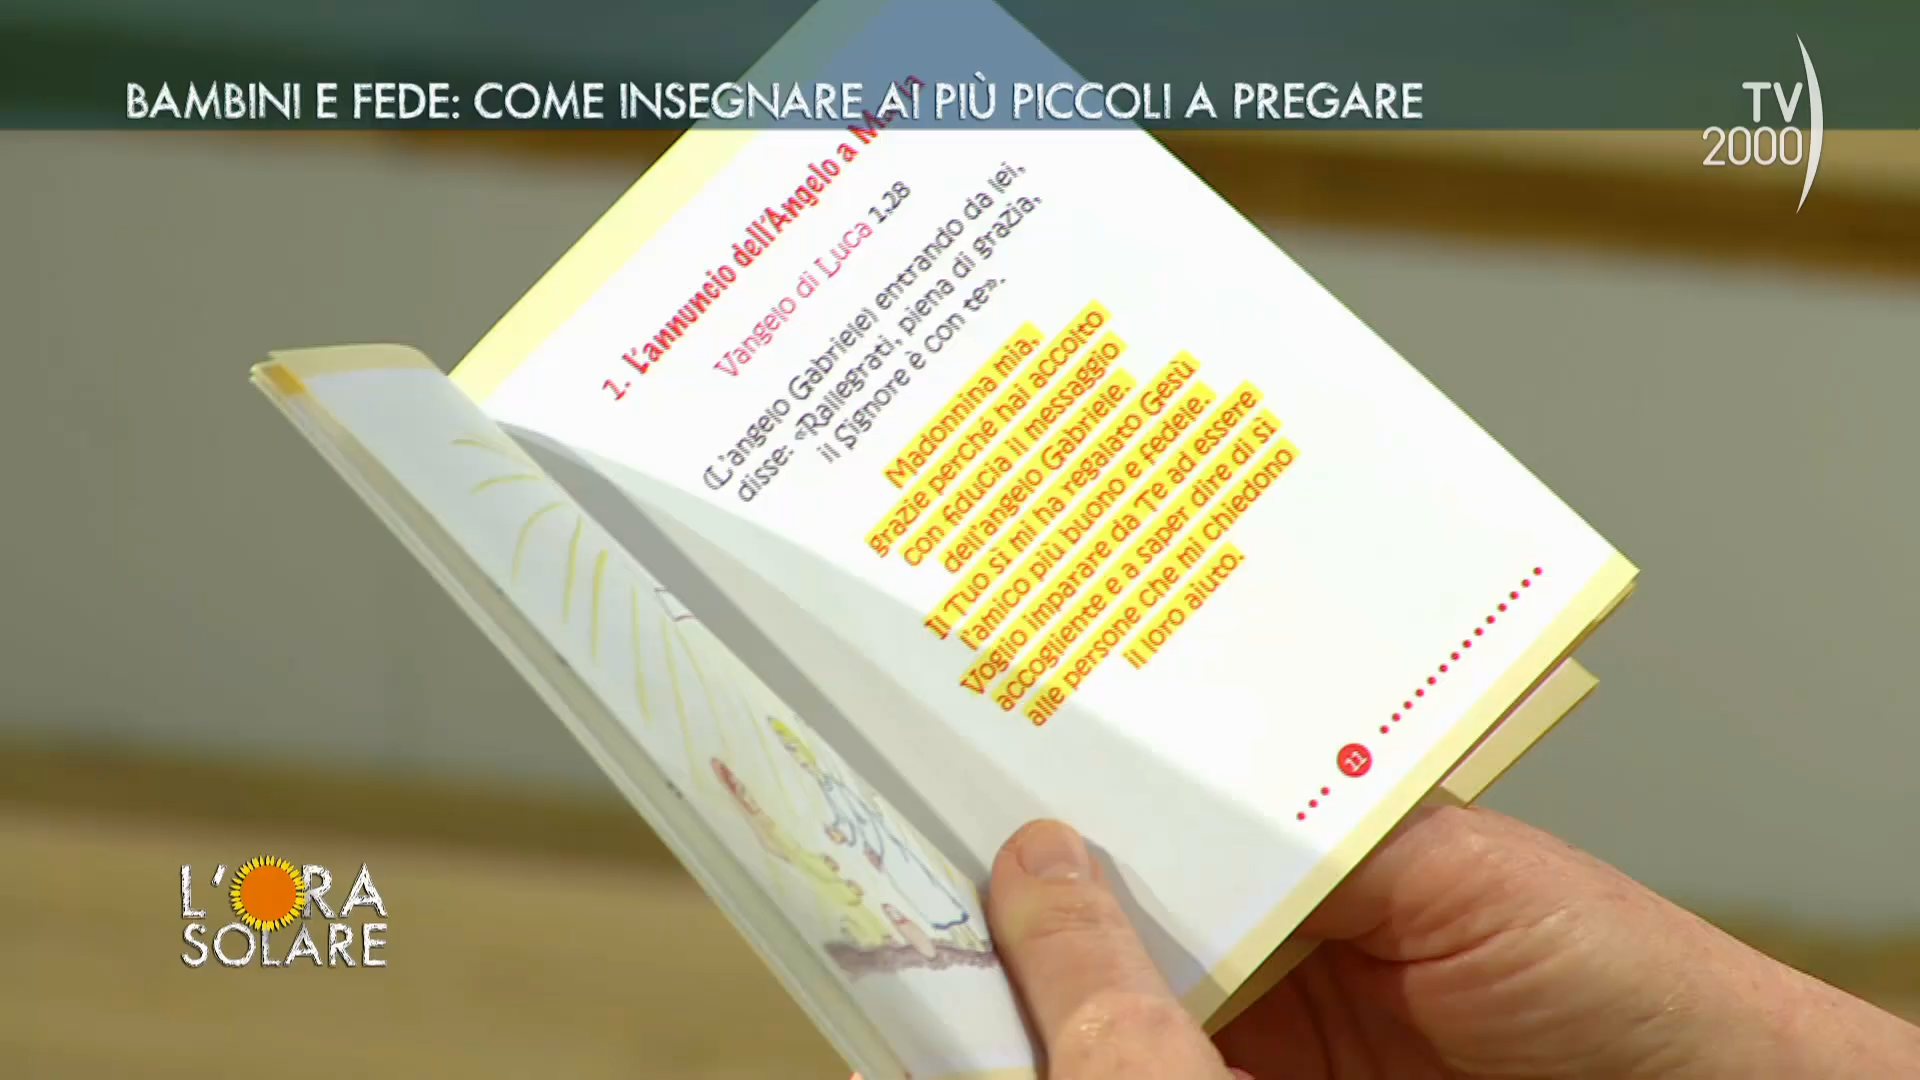 BAMBINI E FEDE: COME INSEGNARE AI PIÙ PICCOLI A PREGARE
TV
2000
1. L'annuncio dell'Angelo a Maria
Vangelo di Luca 1,28
(L'angelo Gabriele) entrando da lei,
disse: «Rallegrati, piena di grazia,
il Signore è con te».
Madonnina mia,
grazie perché hai accolto
con fiducia il messaggio
dell'angelo Gabriele.
Il Tuo sì mi ha regalato Gesù
l'amico più buono e fedele.
Voglio imparare da Te ad essere
accogliente e a saper dire di sì
alle persone che mi chiedono
il loro aiuto.
11
L'ORA
SOLARE